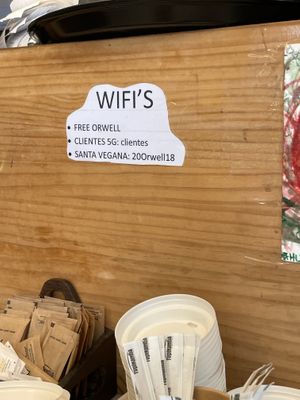 WIFI'S
• FREE ORWELL
• CLIENTES 5G: clientes
• SANTA VEGANA: 20Orwell18